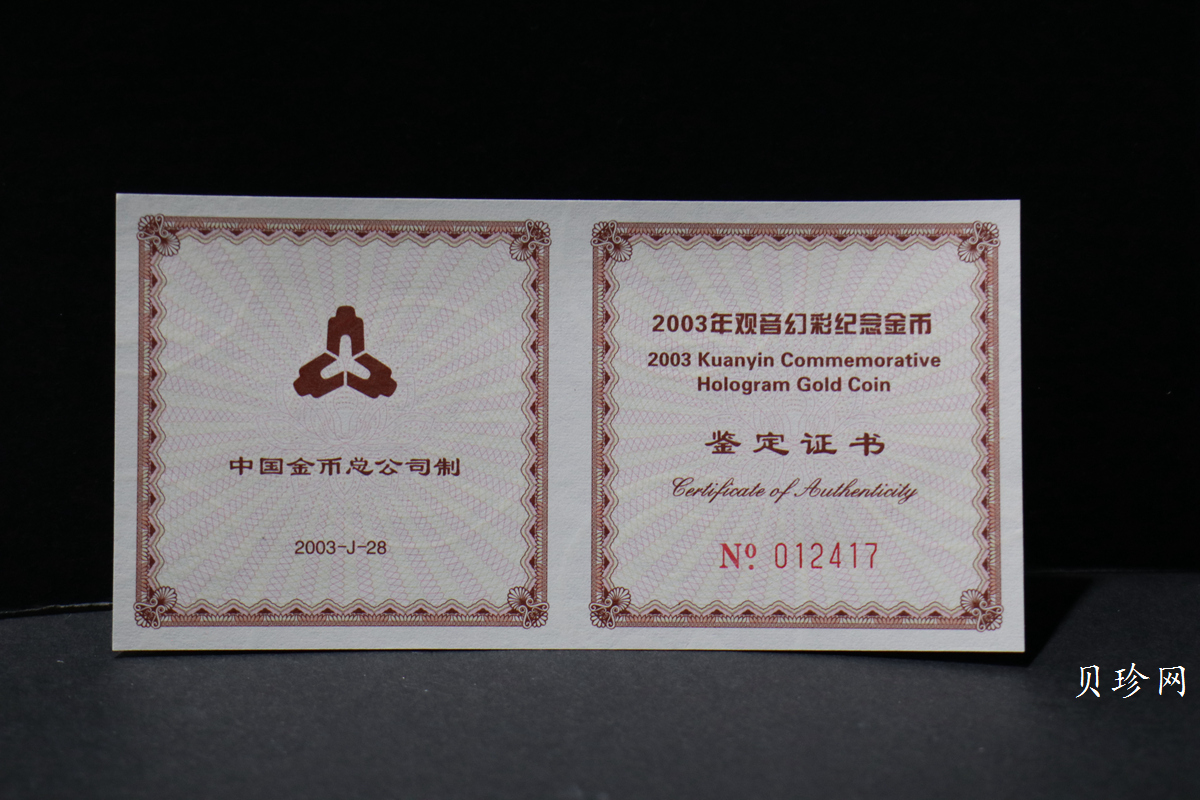 中国金币总公司制
2003-J-28
2003年观音幻彩纪念金币
2003 Kuanyin Commemorative
Hologram Gold Coin
鉴定证书
Certificate of Authenticity
Nº 012417
贝珍网